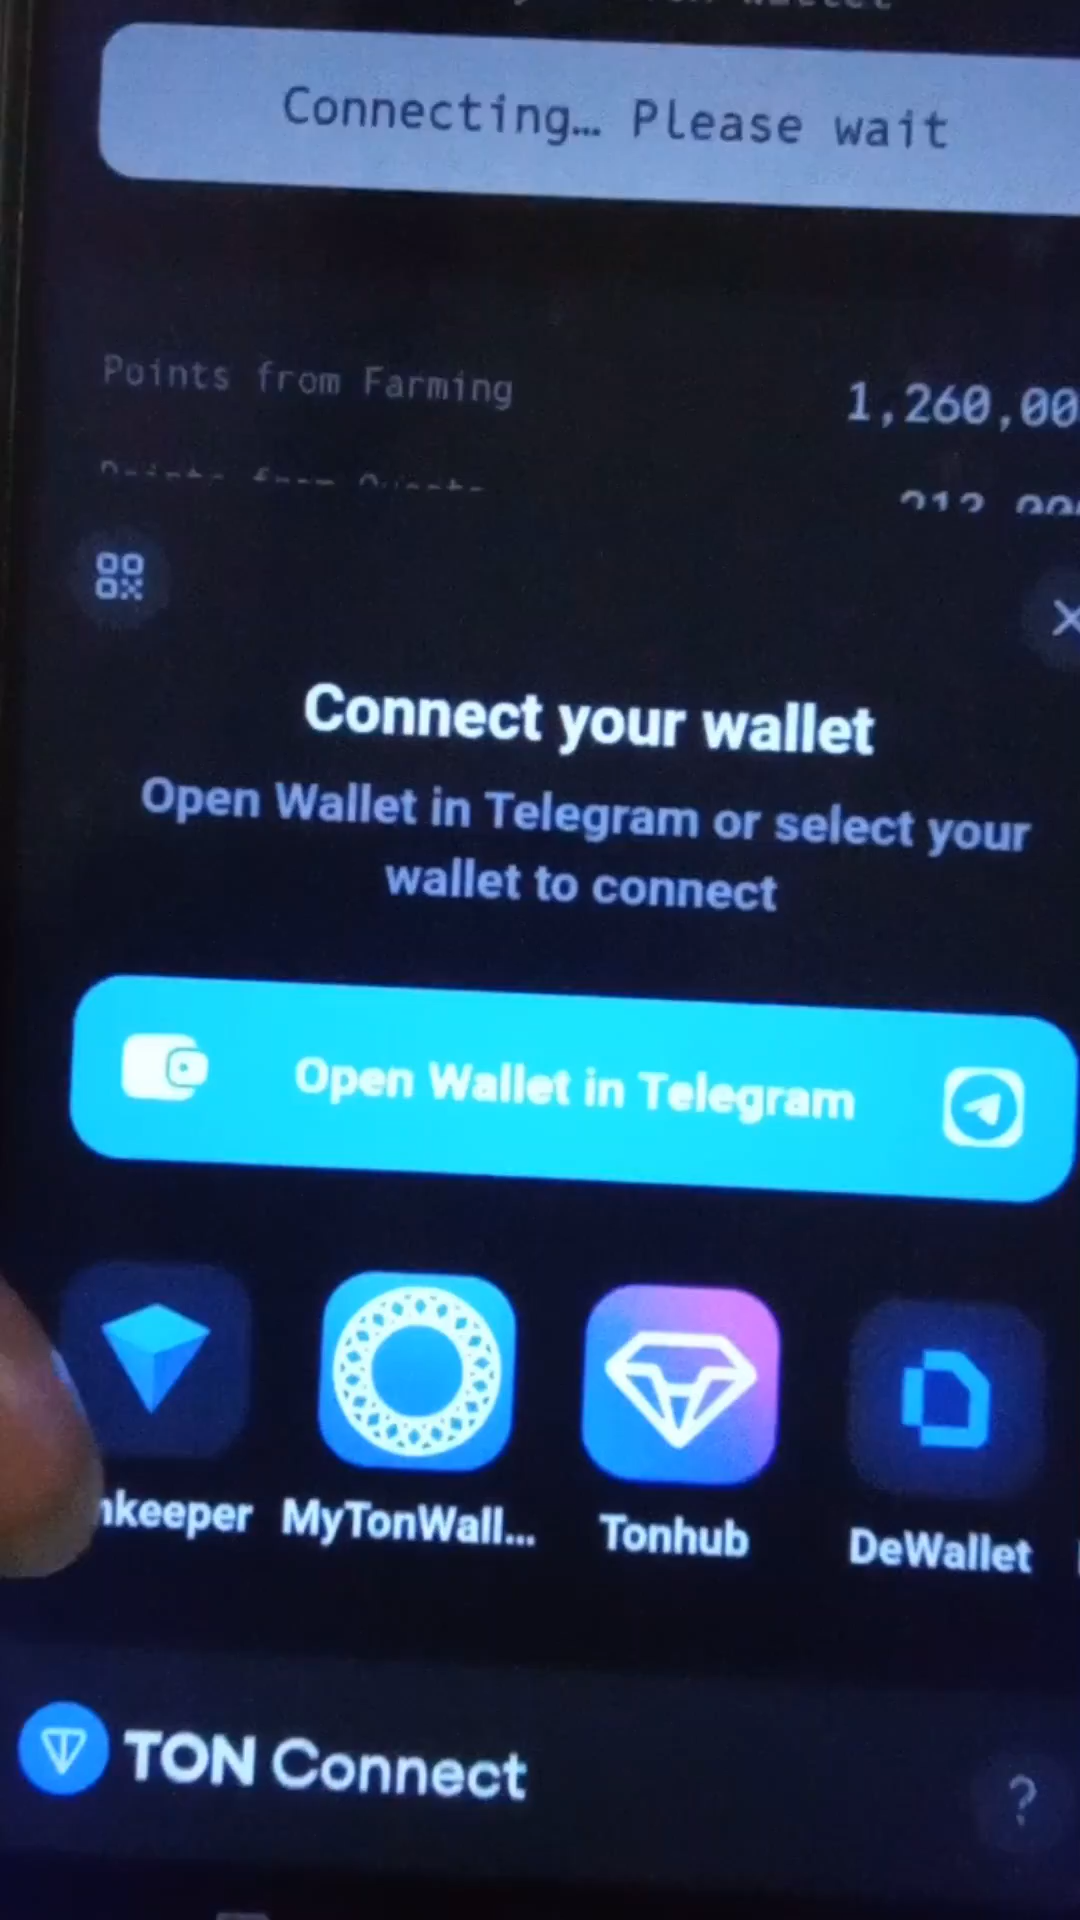 Connecting… Please wait
Points from Farming
1,260,00
Connect your wallet
Open Wallet in Telegram or select your
wallet to connect
Open Wallet in Telegram
nkeeper
MyTonWall...
Tonhub
DeWallet
TON Connect
?